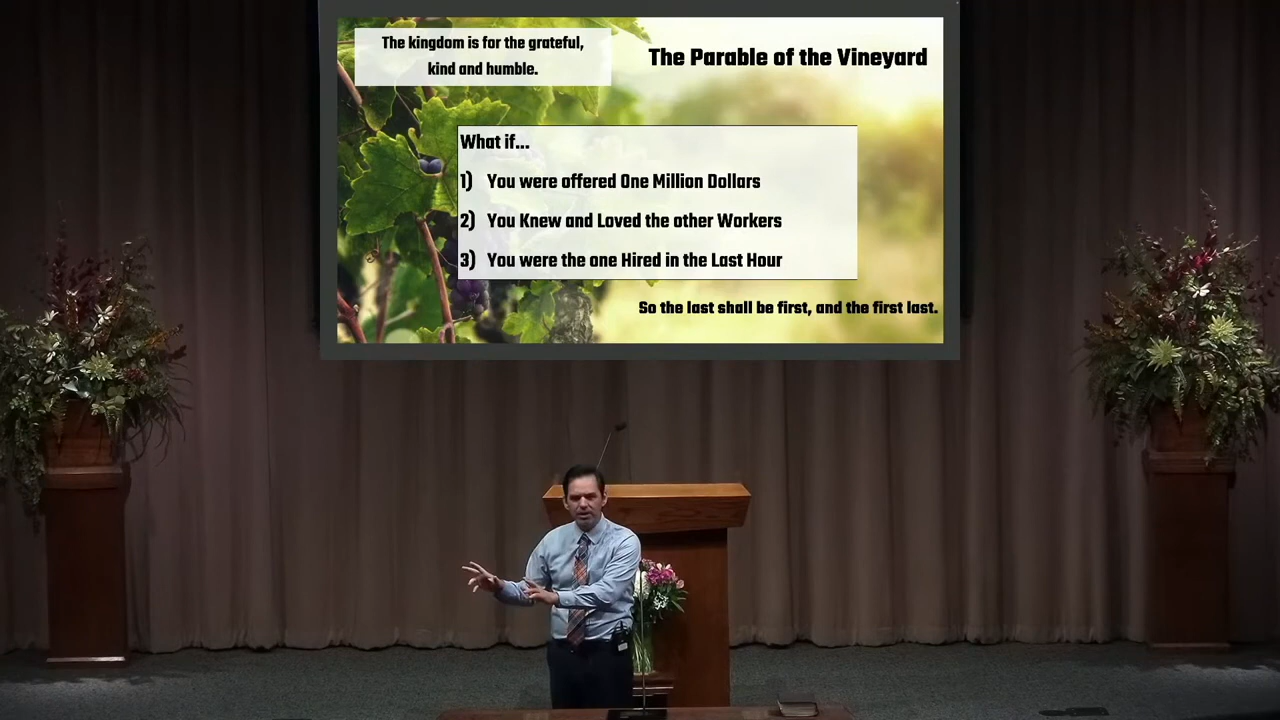 The kingdom is for the grateful,
kind and humble.
The Parable of the Vineyard
What if...
1) You were offered One Million Dollars
2) You Knew and Loved the other Workers
3) You were the one Hired in the Last Hour
So the last shall be first, and the first last.